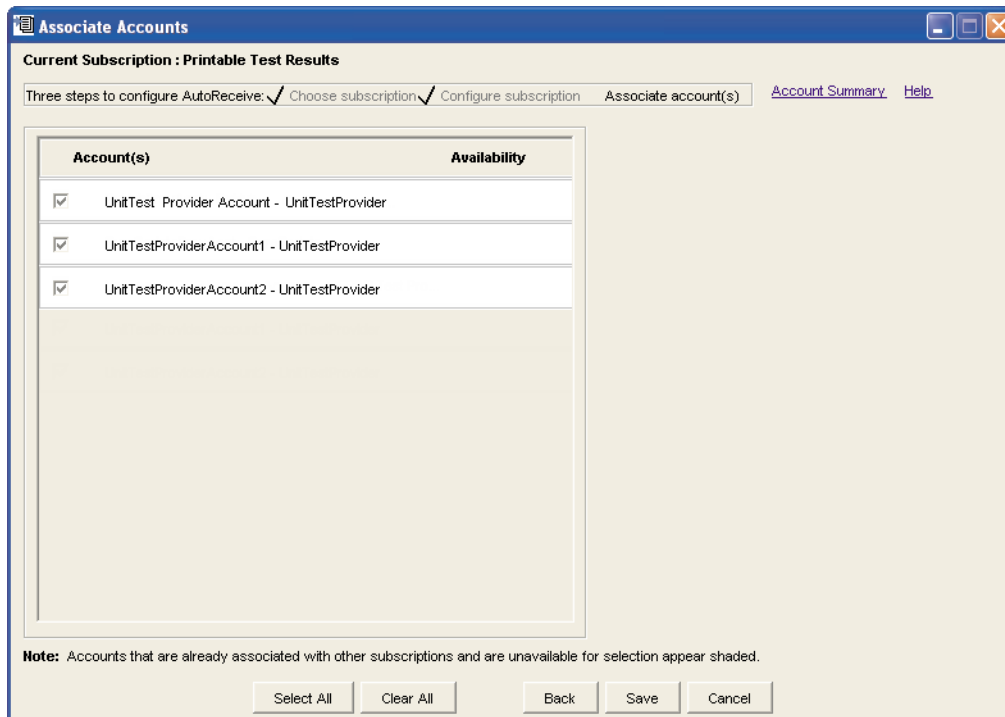 Associate Accounts
Current Subscription : Printable Test Results
Three steps to configure AutoReceive: Choose subscription Configure subscription Associate account(s) Account Summary Help
Account(s) Availability
UnitTest Provider Account - UnitTestProvider
UnitTestProviderAccount1 - UnitTestProvider
UnitTestProviderAccount2 - UnitTestProvider
Note: Accounts that are already associated with other subscriptions and are unavailable for selection appear shaded.
Select All Clear All Back Save Cancel